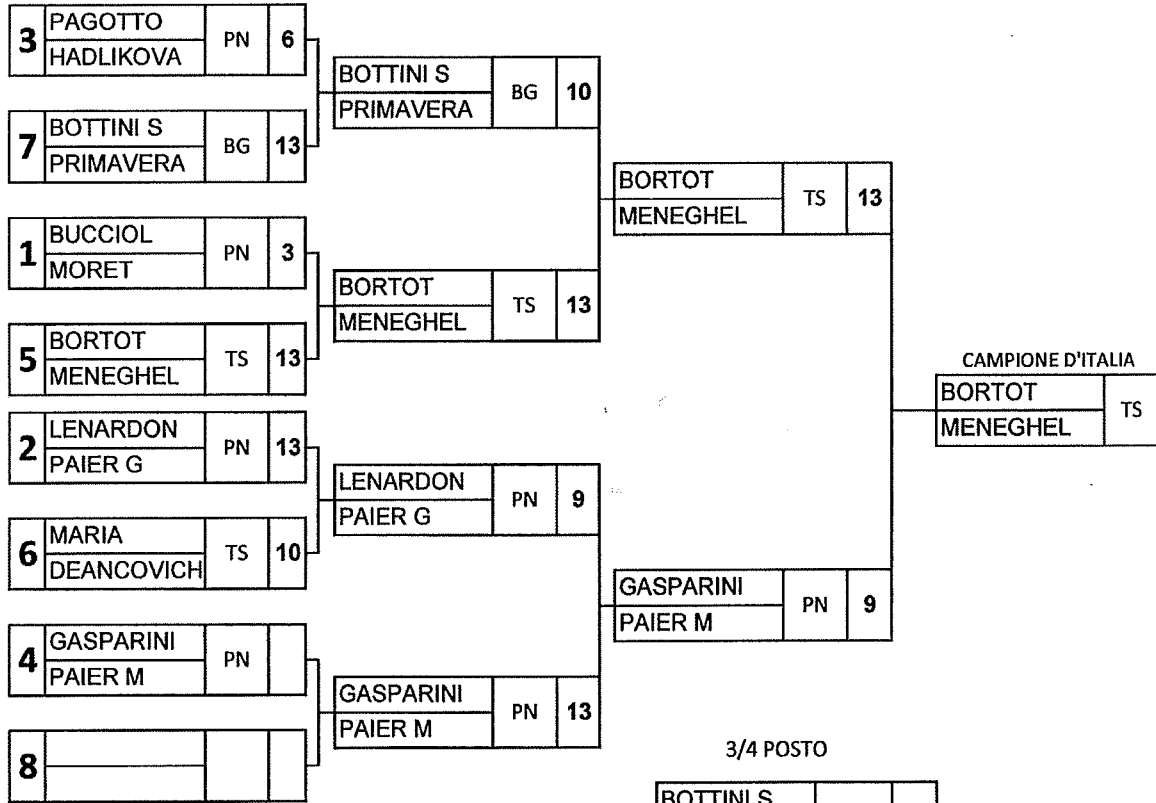 3 PAGOTTO PN 6
HADLIKOVA
7 BOTTINI S BG 13
PRIMAVERA
1 BUCCIOL PN 3
MORET
5 BORTOT TS 13
MENEGHEL
2 LENARDON PN 13
PAIER G
6 MARIA TS 10
DEANCOVICH
4 GASPARINI PN
PAIER M
8
BOTTINI S BG 10
PRIMAVERA
BORTOT TS 13
MENEGHEL
LENARDON PN 9
PAIER G
GASPARINI PN 13
PAIER M
BORTOT TS 13
MENEGHEL
GASPARINI PN 9
PAIER M
CAMPIONE D'ITALIA
BORTOT TS
MENEGHEL
3/4 POSTO
BOTTINI S